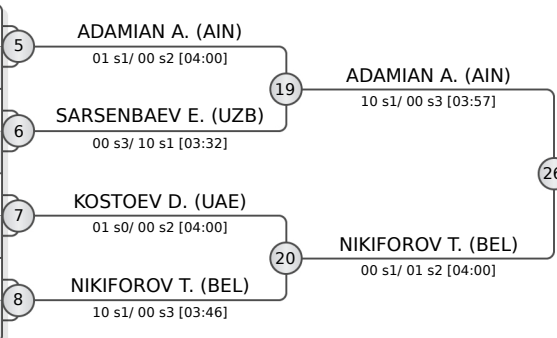 5
ADAMIAN A. (AIN)
01 s1/ 00 s2 [04:00]
19
ADAMIAN A. (AIN)
10 s1/ 00 s3 [03:57]
6
SARSENBAEV E. (UZB)
00 s3/ 10 s1 [03:32]
26
7
KOSTOEV D. (UAE)
01 s0/ 00 s2 [04:00]
20
NIKIFOROV T. (BEL)
00 s1/ 01 s2 [04:00]
8
NIKIFOROV T. (BEL)
10 s1/ 00 s3 [03:46]